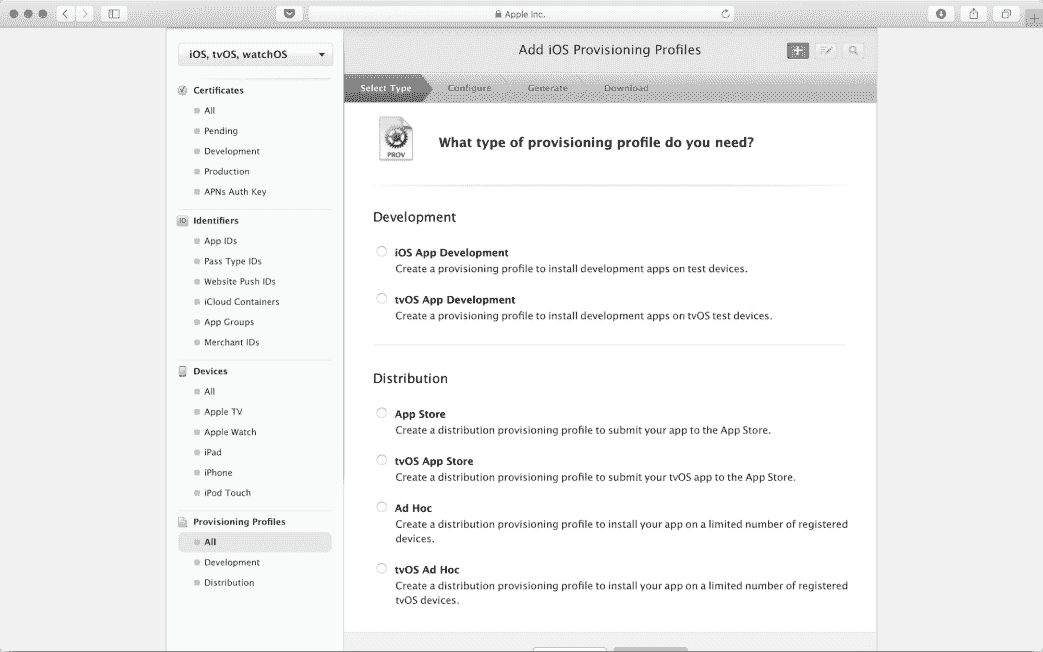 Apple Inc.
iOS, tvOS, watchOS
Add iOS Provisioning Profiles
Certificates
All
Pending
Development
Production
APNs Auth Key
Identifiers
App IDs
Pass Type IDs
Website Push IDs
iCloud Containers
App Groups
Merchant IDs
Devices
All
Apple TV
Apple Watch
iPad
iPhone
iPod Touch
Provisioning Profiles
All
Development
Distribution
Select Type
Configure
Generate
Download
PROV
What type of provisioning profile do you need?
Development
iOS App Development
Create a provisioning profile to install development apps on test devices.
tvOS App Development
Create a provisioning profile to install development apps on tvOS test devices.
Distribution
App Store
Create a distribution provisioning profile to submit your app to the App Store.
tvOS App Store
Create a distribution provisioning profile to submit your tvOS app to the App Store.
Ad Hoc
Create a distribution provisioning profile to install your app on a limited number of registered
devices.
tvOS Ad Hoc
Create a distribution provisioning profile to install your app on a limited number of registered
tvOS devices.